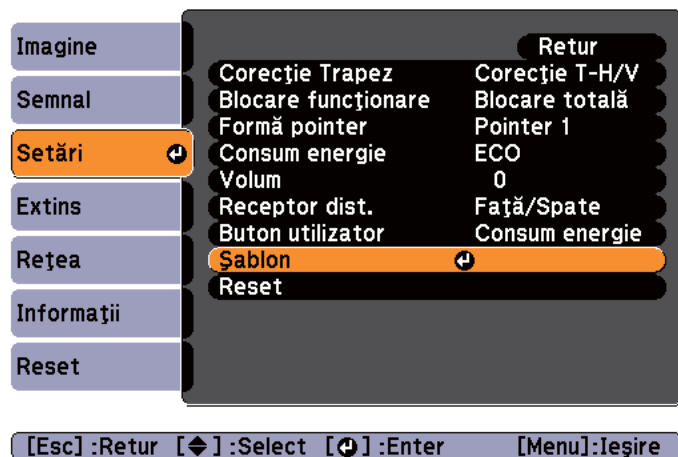 Imagine
Semnal
Setări
Extins
Reţea
Informaţii
Reset
Retur
Corecţie Trapez Corecţie T-H/V
Blocare funcţionare Blocare totală
Formă pointer Pointer 1
Consum energie ECO
Volum 0
Receptor dist. Faţă/Spate
Buton utilizator Consum energie
Şablon
Reset
[Esc] :Retur [◆] :Select [⏎] :Enter [Menu]:Ieşire